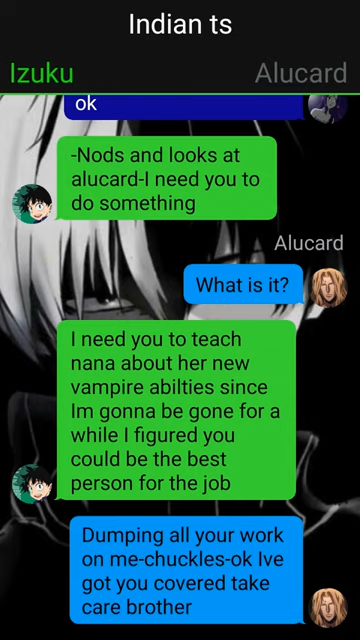 Indian ts
Izuku
Alucard
ok
-Nods and looks at
alucard-I need you to
do something
Alucard
What is it?
I need you to teach
nana about her new
vampire abilties since
Im gonna be gone for a
while I figured you
could be the best
person for the job
Dumping all your work
on me-chuckles-ok Ive
got you covered take
care brother